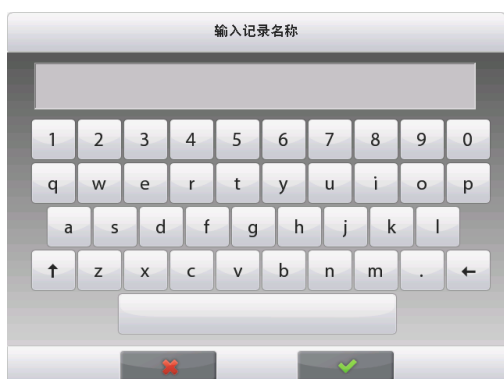 输入记录名称
1 2 3 4 5 6 7 8 9 0
q w e r t y u i o p
a s d f g h j k l
↑ z x c v b n m . ←